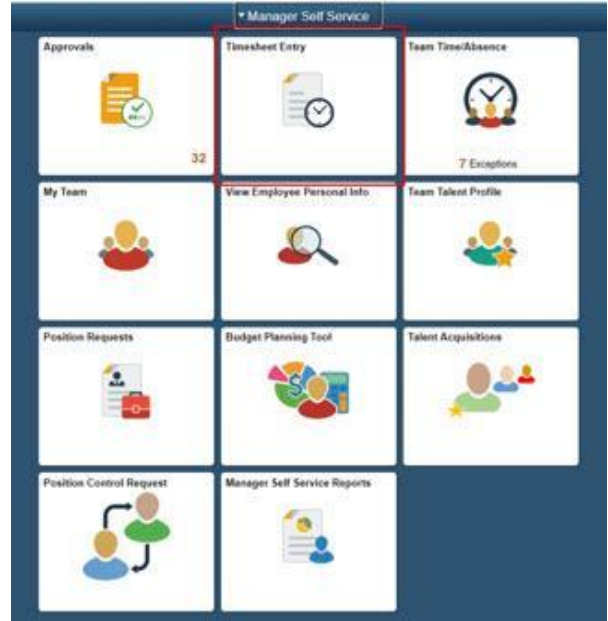 Manager Self Service
Approvals
Timesheet Entry
Team Time/Absence
32
7 Exceptions
My Team
View Employee Personal Info
Team Talent Profile
Position Requests
Budget Planning Tool
Talent Acquisitions
Position Control Request
Manager Self Service Reports